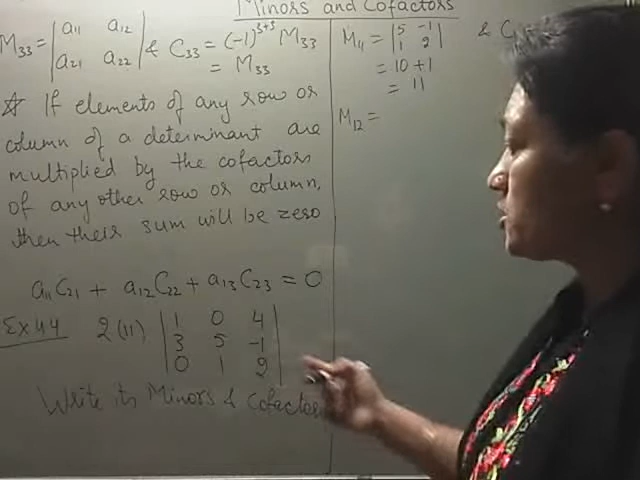 Minors and Cofactors
M₃₃ = | a₁₁ a₁₂ | & C₃₃ = (-1)³⁺³ M₃₃
| a₂₁ a₂₂ | = M₃₃
☆ If elements of any row or
column of a determinant are
multiplied by the cofactors
of any other row or column,
then their sum will be zero
a₁₁C₂₁ + a₁₂C₂₂ + a₁₃C₂₃ = 0
Ex 4.4 2 (ii) | 1 0 4 |
| 3 5 -1 |
| 0 1 2 |
Write its Minors & Cofactors
M₁₁ = | 5 -1 | &
| 1 2 |
= 10 + 1
= 11
M₁₂ =